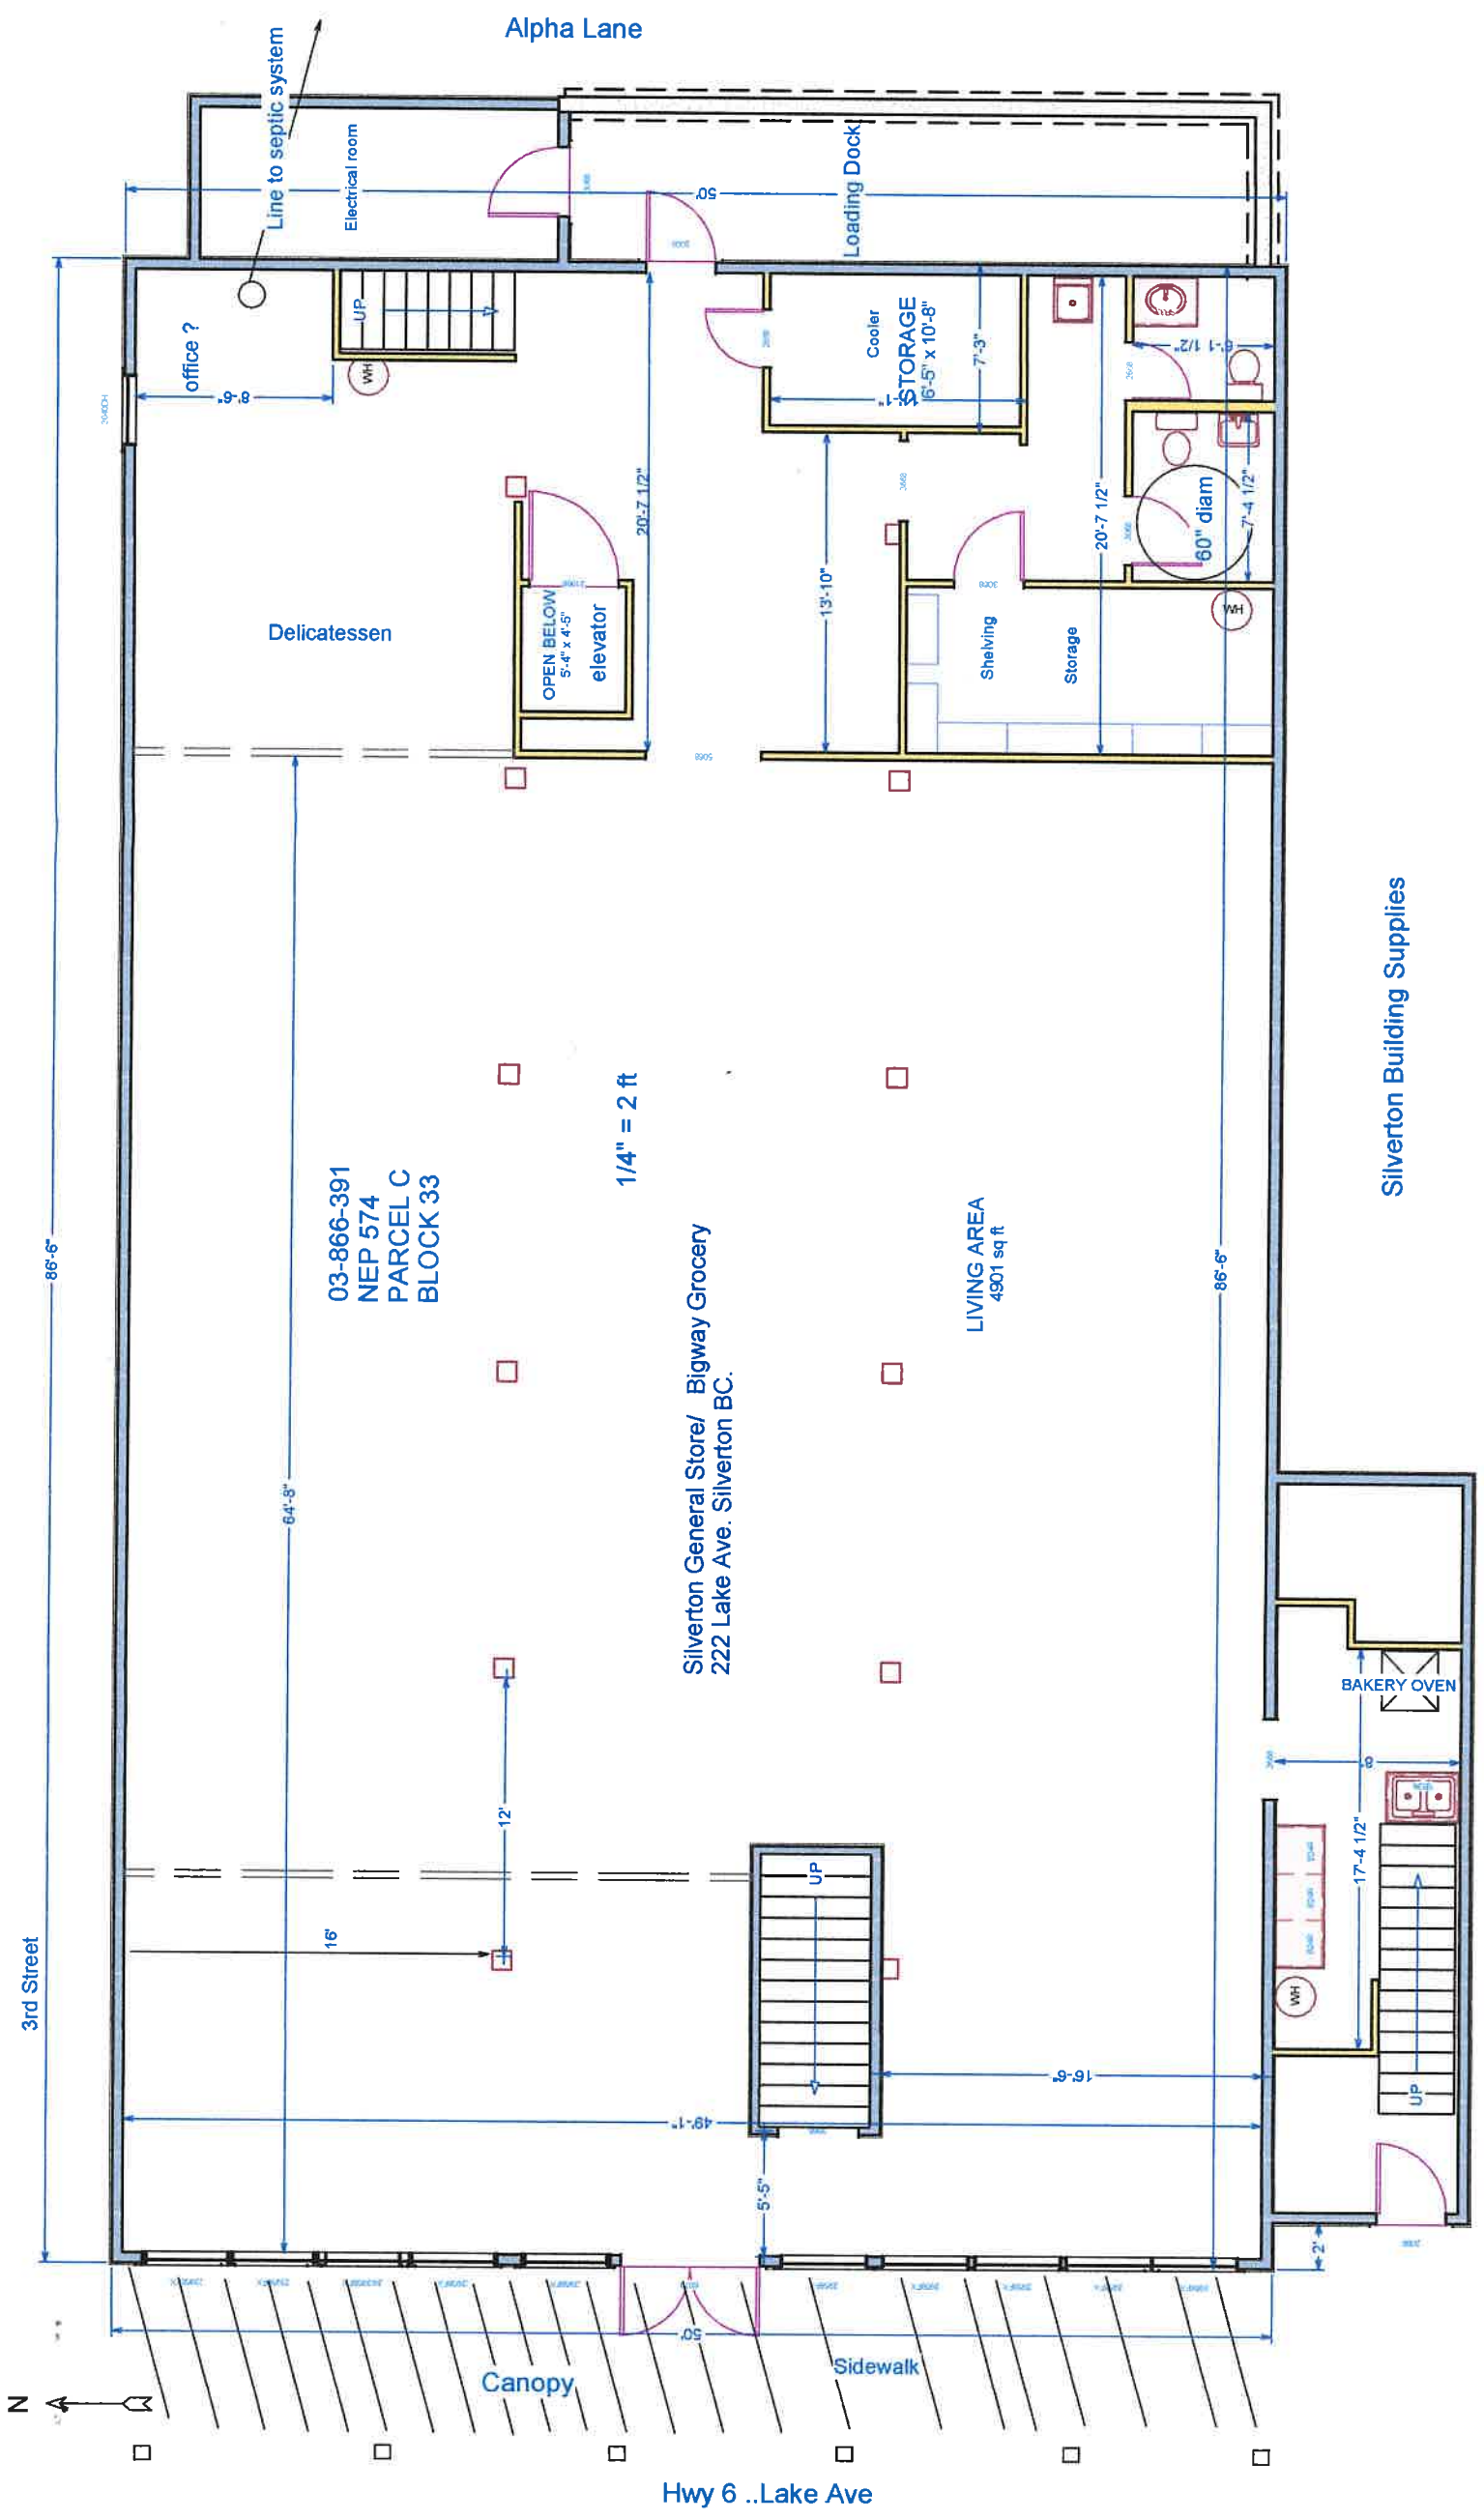 Alpha Lane
Line to septic system
Electrical room
50'
Loading Dock
office ?
UP
WH
8'-6"
Cooler
STORAGE
6'-5" x 10'-8"
7'-3"
6'-1 1/2"
20'-7 1/2"
13'-10"
20'-7 1/2"
60" diam
7'-4 1/2"
Delicatessen
OPEN BELOW
5'-4" x 4'-5"
elevator
Shelving
3068
Storage
WH
5068
86'-6"
64'-8"
03-866-391
NEP 574
PARCEL C
BLOCK 33
1/4" = 2 ft
Silverton General Store/ Bigway Grocery
222 Lake Ave. Silverton BC.
LIVING AREA
4901 sq ft
86'-6"
Silverton Building Supplies
BAKERY OVEN
8'
17'-4 1/2"
WH
UP
12'
16'
UP
3rd Street
16'-6"
49'-1"
5'-5"
2'
50'
Canopy
Sidewalk
N
Hwy 6 ..Lake Ave